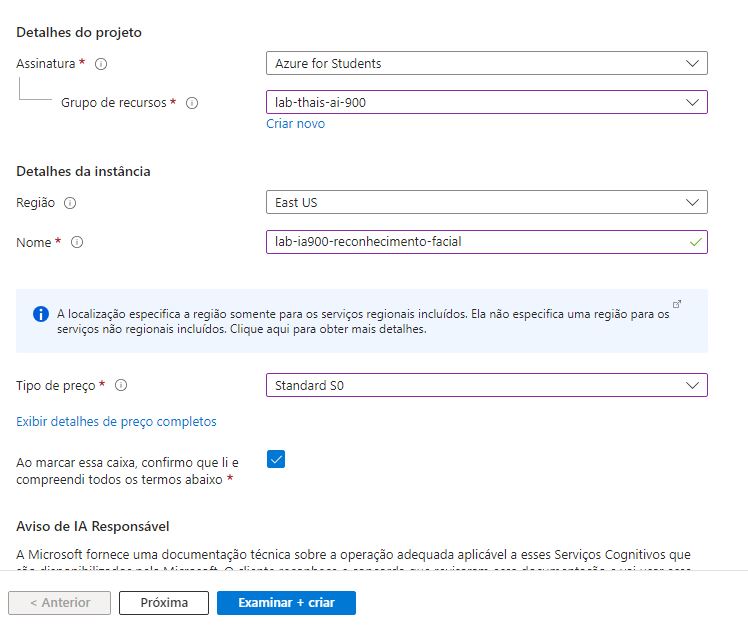 Detalhes do projeto
Assinatura *
Azure for Students
Grupo de recursos *
lab-thais-ai-900
Criar novo
Detalhes da instância
Região
East US
Nome *
lab-ia900-reconhecimento-facial
A localização especifica a região somente para os serviços regionais incluídos. Ela não especifica uma região para os
serviços não regionais incluídos. Clique aqui para obter mais detalhes.
Tipo de preço *
Standard S0
Exibir detalhes de preço completos
Ao marcar essa caixa, confirmo que li e
compreendi todos os termos abaixo *
Aviso de IA Responsável
A Microsoft fornece uma documentação técnica sobre a operação adequada aplicável a esses Serviços Cognitivos que
< Anterior
Próxima
Examinar + criar